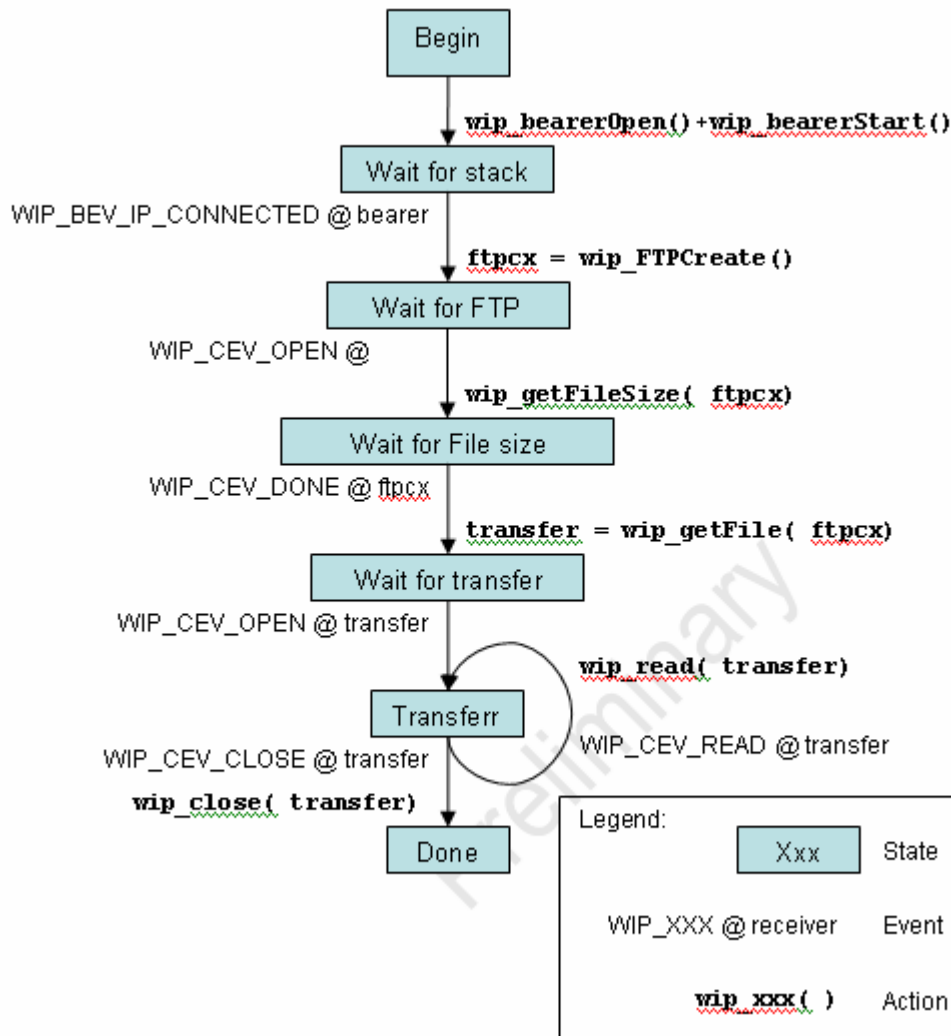 Begin
wip_bearerOpen()+wip_bearerStart()
Wait for stack
WIP_BEV_IP_CONNECTED @ bearer
ftpcx = wip_FTPCreate()
Wait for FTP
WIP_CEV_OPEN @
wip_getFileSize( ftpcx)
Wait for File size
WIP_CEV_DONE @ ftpcx
transfer = wip_getFile( ftpcx)
Wait for transfer
WIP_CEV_OPEN @ transfer
wip_read( transfer)
Transferr
WIP_CEV_READ @ transfer
WIP_CEV_CLOSE @ transfer
wip_close( transfer)
Done
Preliminary
Legend:
Xxx State
WIP_XXX @ receiver Event
wip_xxx( ) Action